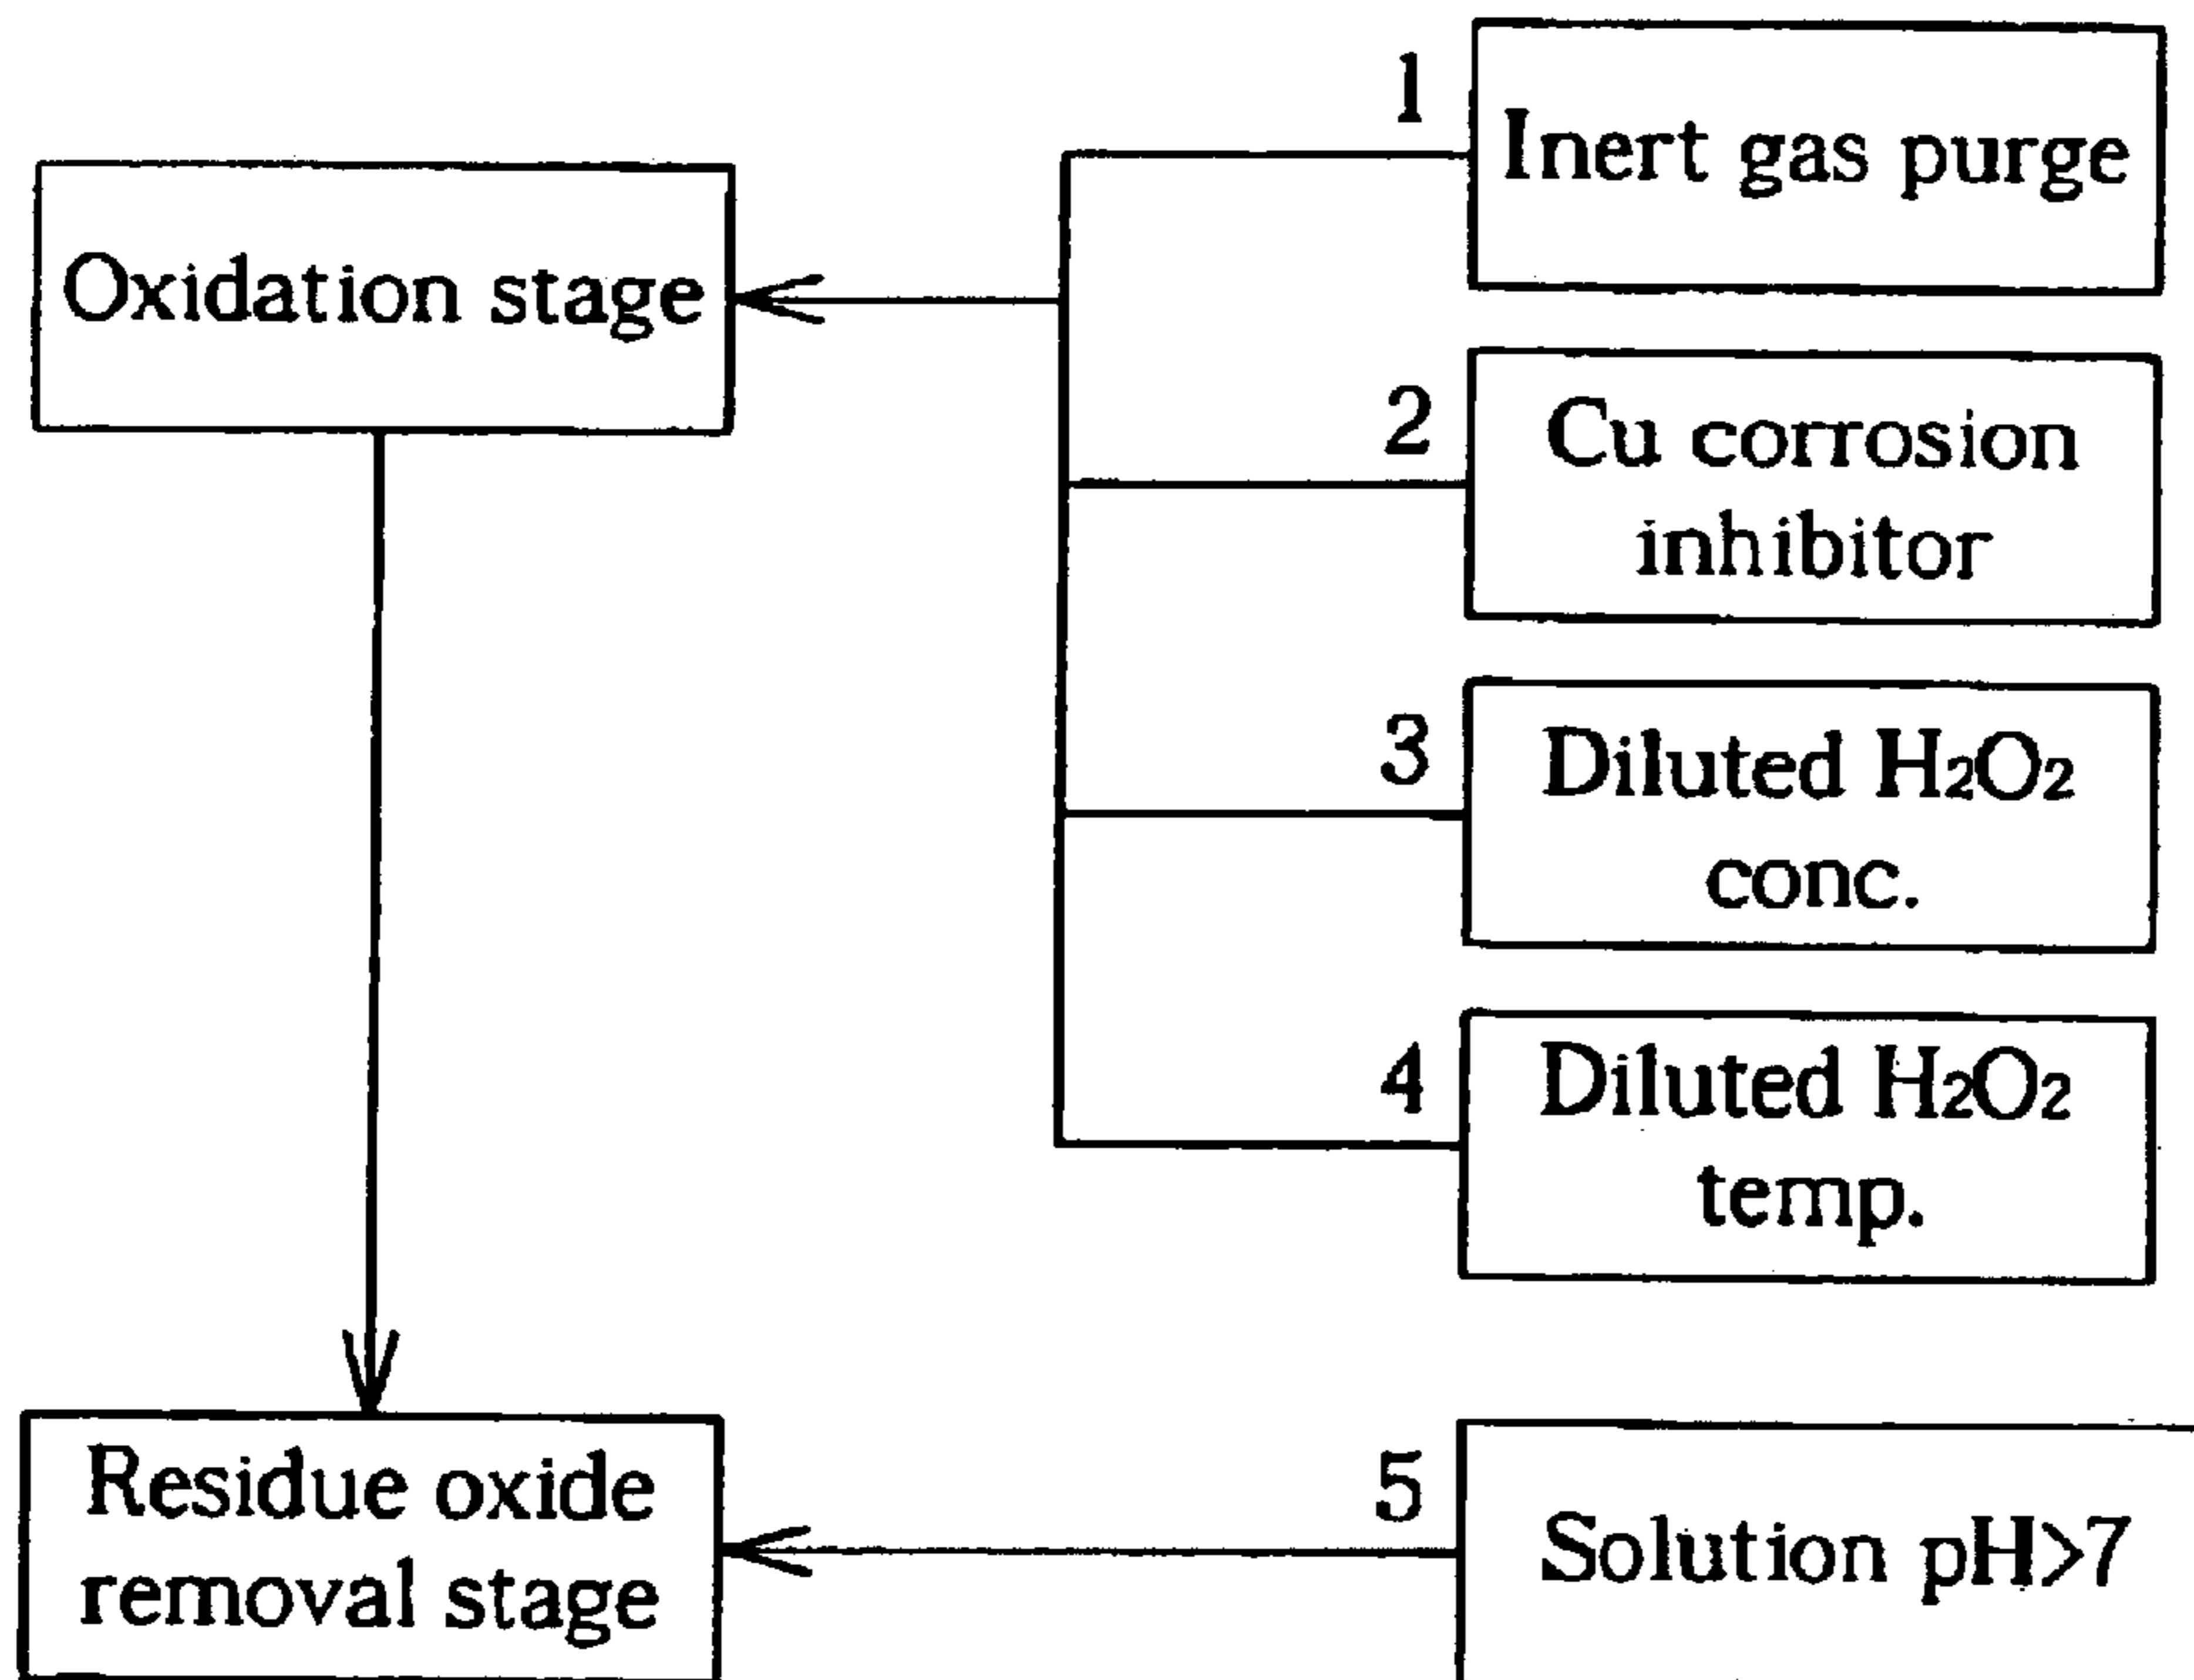 1
Inert gas purge
Oxidation stage
2
Cu corrosion
inhibitor
3
Diluted H₂O₂
conc.
4
Diluted H₂O₂
temp.
Residue oxide
removal stage
5
Solution pH>7